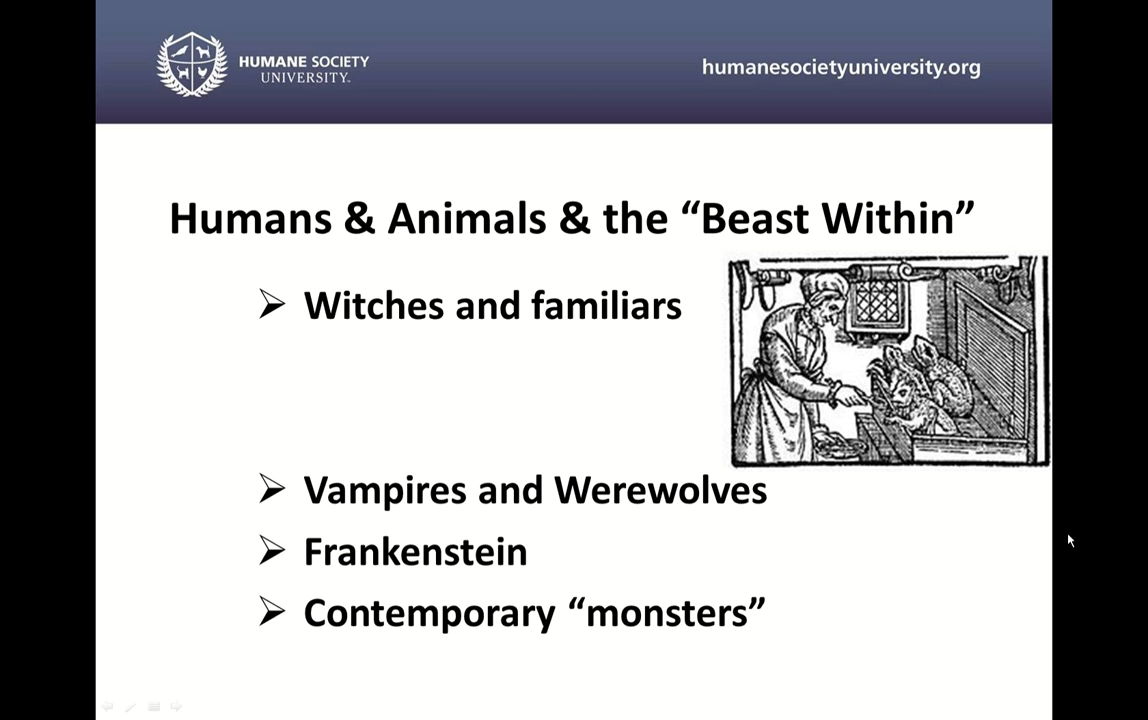 HUMANE SOCIETY
UNIVERSITY.
humanesocietyuniversity.org
Humans & Animals & the “Beast Within”
Witches and familiars
Vampires and Werewolves
Frankenstein
Contemporary “monsters”